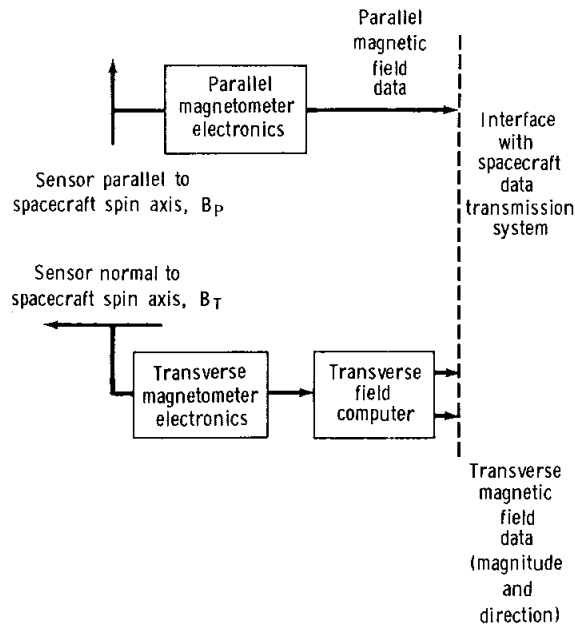 Parallel
magnetic
field
data
Parallel
magnetometer
electronics
Interface
with
spacecraft
data
transmission
system
Sensor parallel to
spacecraft spin axis, BP
Sensor normal to
spacecraft spin axis, BT
Transverse
magnetometer
electronics
Transverse
field
computer
Transverse
magnetic
field
data
(magnitude
and
direction)